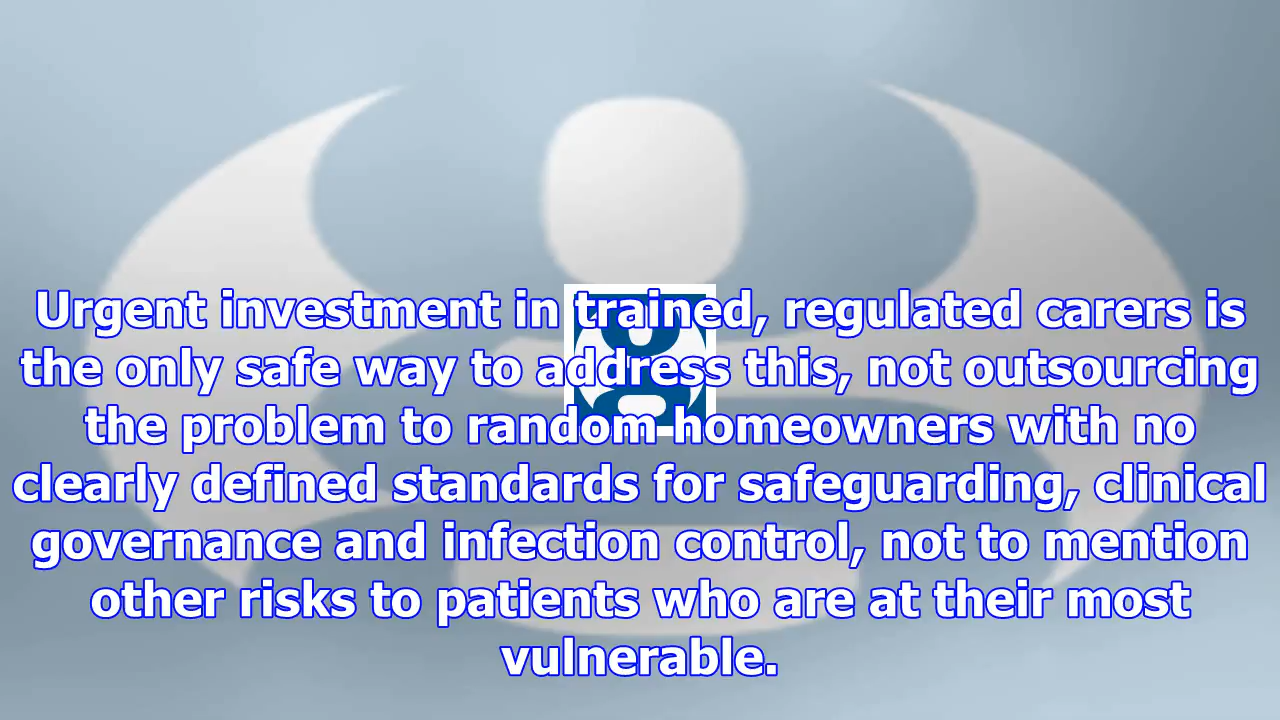 Urgent investment in trained, regulated carers is
the only safe way to address this, not outsourcing
the problem to random homeowners with no
clearly defined standards for safeguarding, clinical
governance and infection control, not to mention
other risks to patients who are at their most
vulnerable.